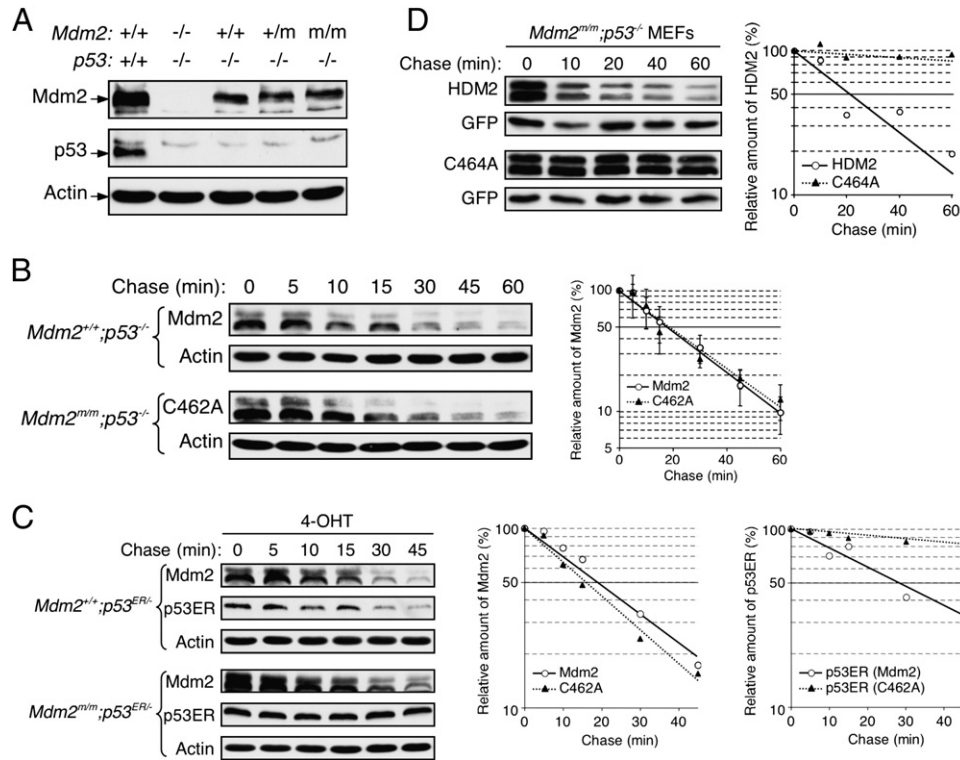 A
Mdm2: +/+ -/- +/+ +/m m/m
p53: +/+ -/- -/- -/- -/-
Mdm2
p53
Actin
B
Chase (min): 0 5 10 15 30 45 60
Mdm2+/+;p53-/-
Mdm2
Actin
Mdm2m/m;p53-/-
C462A
Actin
Relative amount of Mdm2 (%)
100
50
10
5
Mdm2
C462A
0 20 40 60
Chase (min)
C
4-OHT
Chase (min): 0 5 10 15 30 45
Mdm2+/+;p53ER/-
Mdm2
p53ER
Actin
Mdm2m/m;p53ER/-
Mdm2
p53ER
Actin
Relative amount of Mdm2 (%)
100
50
10
Mdm2
C462A
0 10 20 30 40
Chase (min)
Relative amount of p53ER (%)
100
50
10
p53ER (Mdm2)
p53ER (C462A)
0 10 20 30 40
Chase (min)
D
Mdm2m/m;p53-/- MEFs
Chase (min): 0 10 20 40 60
HDM2
GFP
C464A
GFP
Relative amount of HDM2 (%)
100
50
10
HDM2
C464A
0 20 40 60
Chase (min)